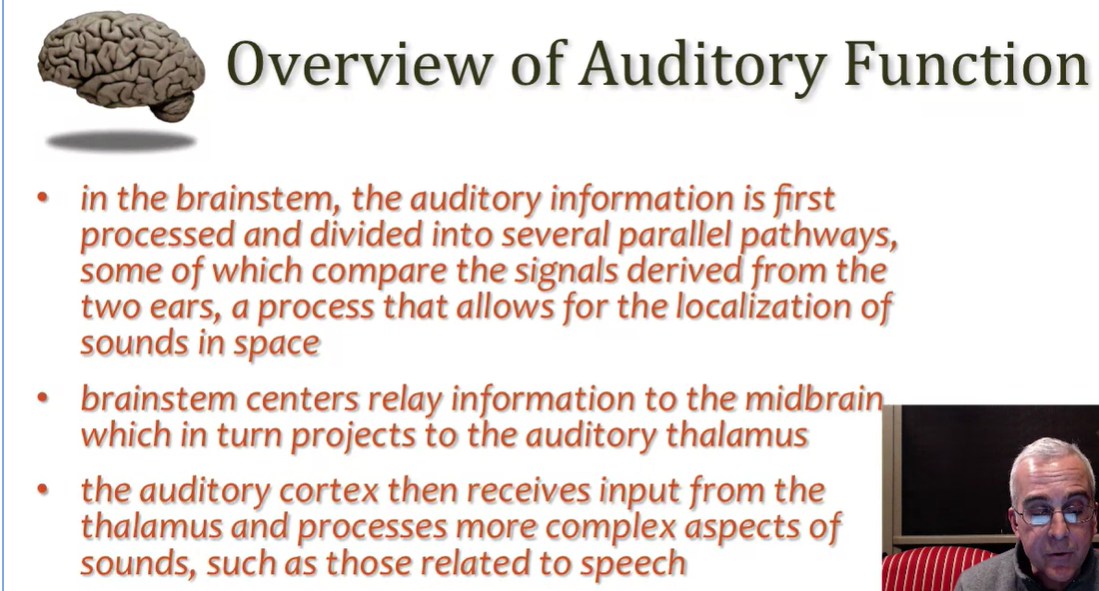 Overview of Auditory Function
• in the brainstem, the auditory information is first
processed and divided into several parallel pathways,
some of which compare the signals derived from the
two ears, a process that allows for the localization of
sounds in space
• brainstem centers relay information to the midbrain
which in turn projects to the auditory thalamus
• the auditory cortex then receives input from the
thalamus and processes more complex aspects of
sounds, such as those related to speech